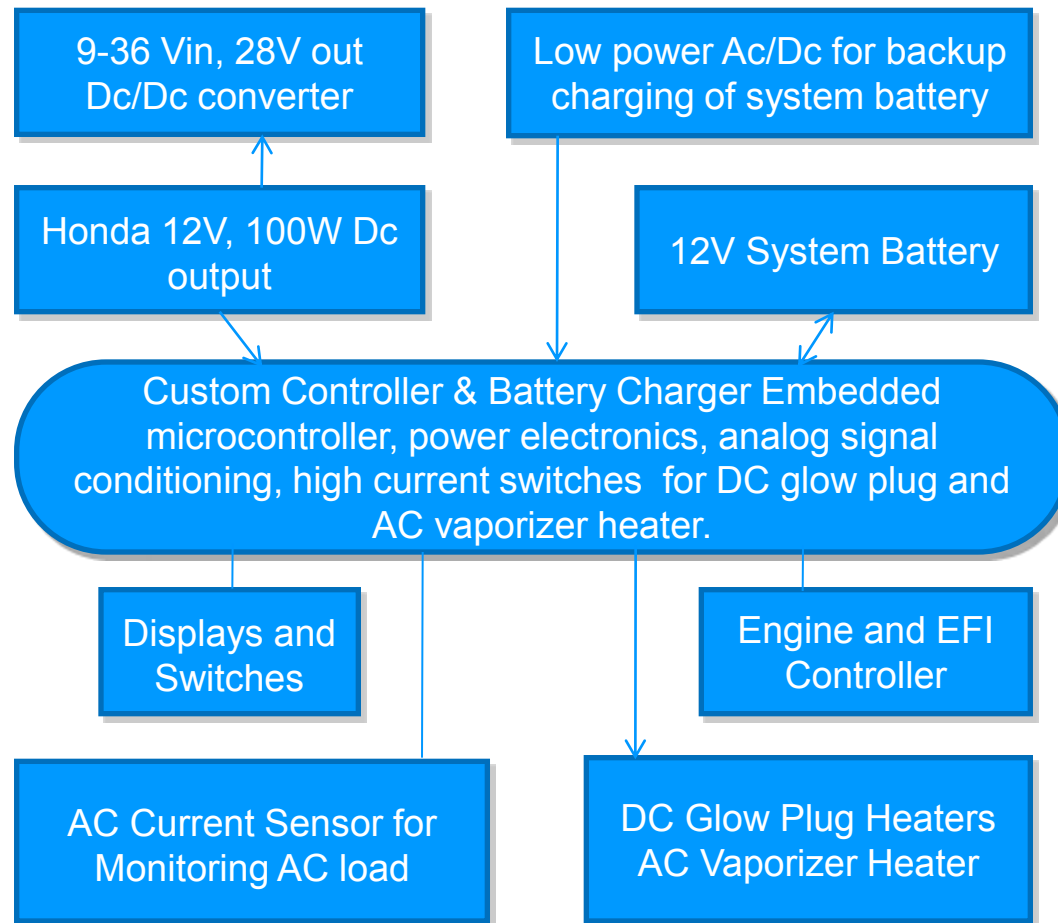 9-36 Vin, 28V out
Dc/Dc converter
Low power Ac/Dc for backup
charging of system battery
Honda 12V, 100W Dc
output
12V System Battery
Custom Controller & Battery Charger Embedded
microcontroller, power electronics, analog signal
conditioning, high current switches  for DC glow plug and
AC vaporizer heater.
Displays and
Switches
Engine and EFI
Controller
AC Current Sensor for
Monitoring AC load
DC Glow Plug Heaters
AC Vaporizer Heater